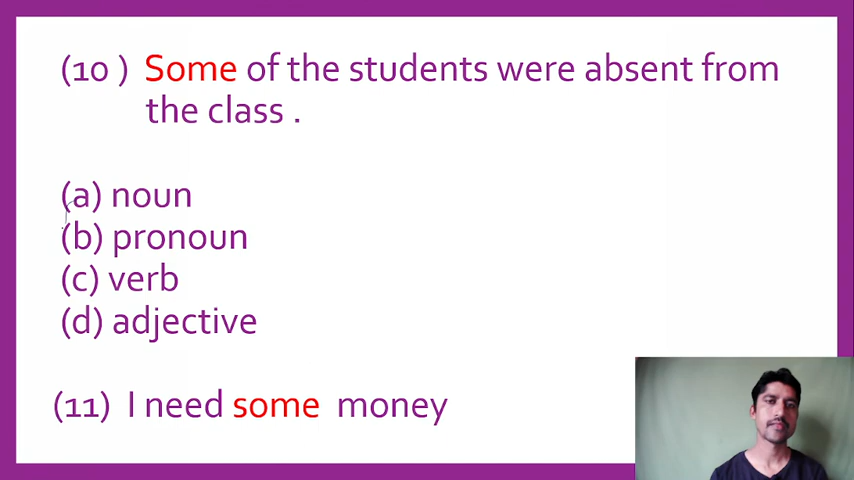 (10 ) Some of the students were absent from
the class .
(a) noun
(b) pronoun
(c) verb
(d) adjective
(11) I need some money